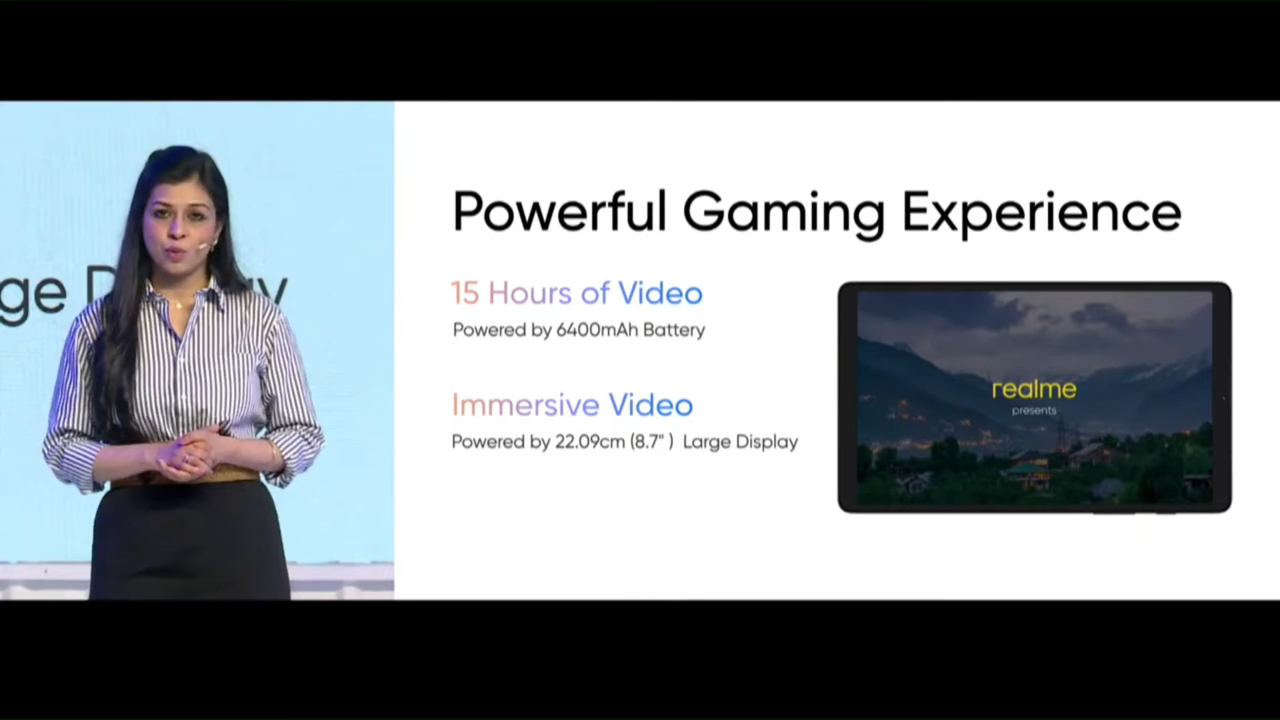 Powerful Gaming Experience
15 Hours of Video
Powered by 6400mAh Battery
Immersive Video
Powered by 22.09cm (8.7" ) Large Display
realme
presents